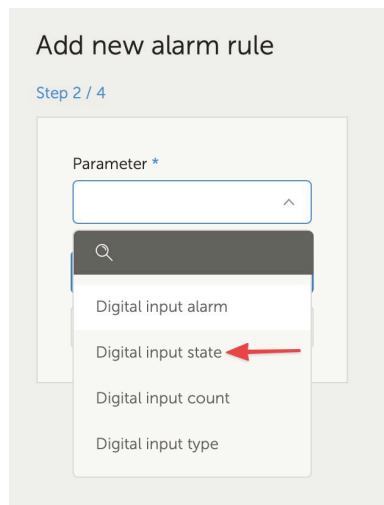 Add new alarm rule
Step 2 / 4
Parameter *
Digital input alarm
Digital input state
Digital input count
Digital input type